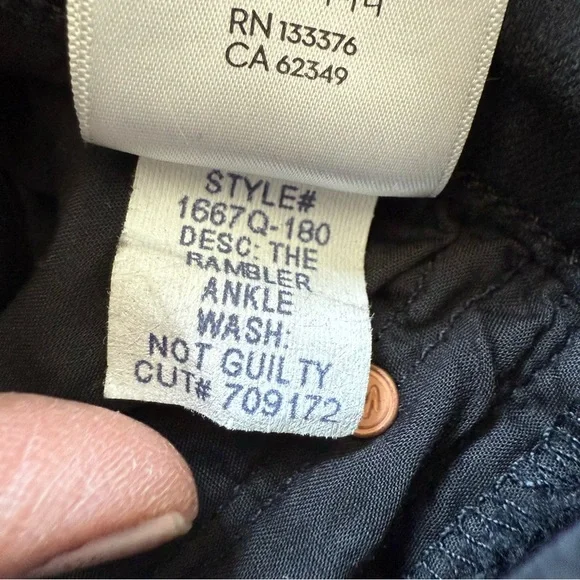 RN 133376
CA 62349
STYLE#
1667Q-180
DESC: THE
RAMBLER
ANKLE
WASH:
NOT GUILTY
CUT# 709172